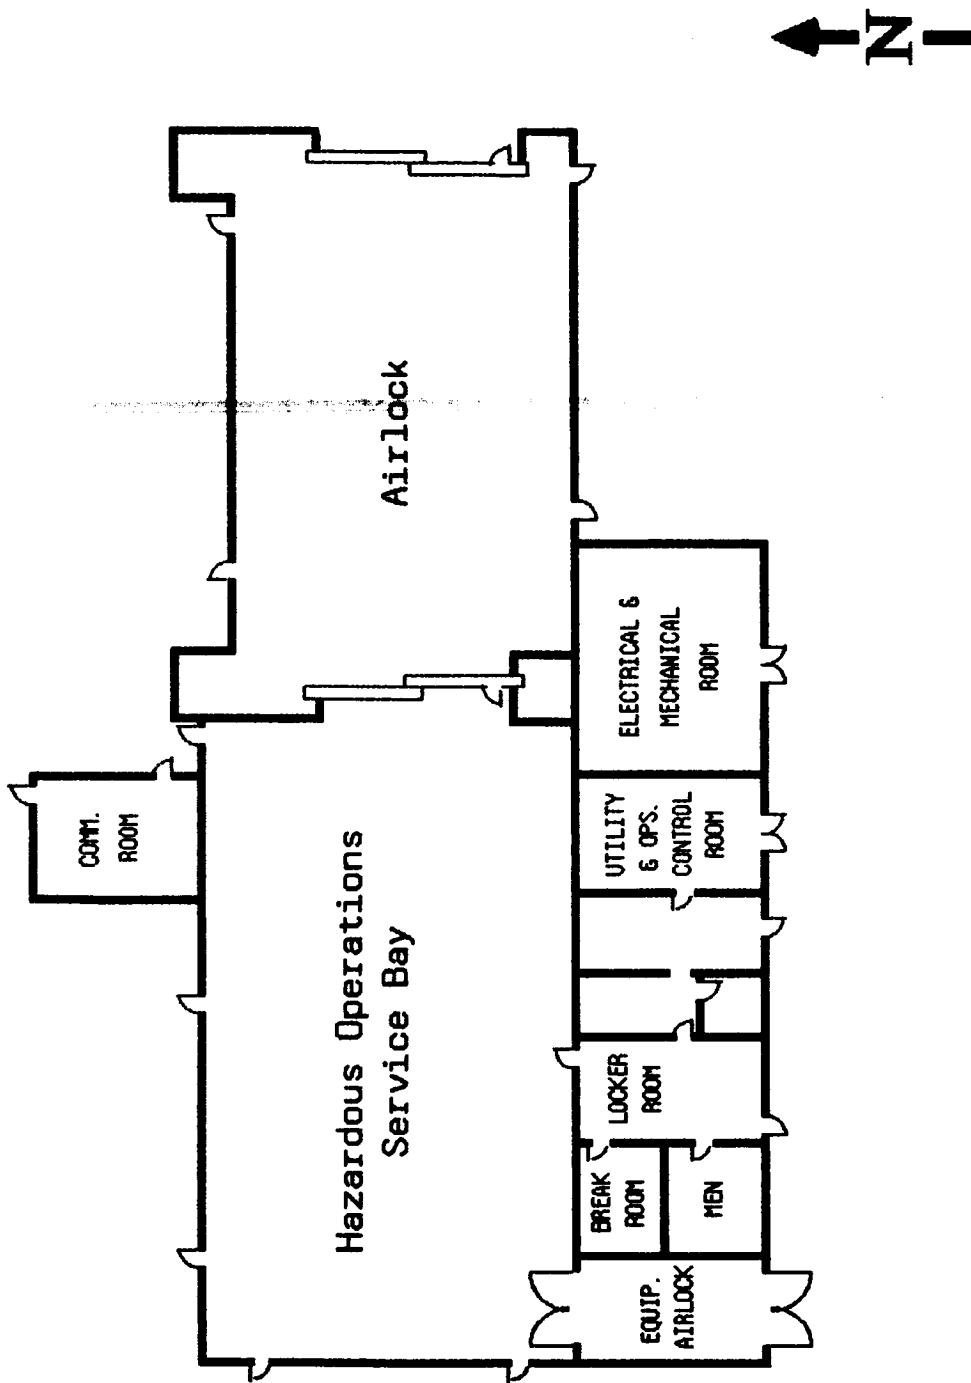 N
Airlock
Hazardous Operations
Service Bay
COMM.
ROOM
ELECTRICAL &
MECHANICAL
ROOM
UTILITY
& OPS.
CONTROL
ROOM
LOCKER
ROOM
BREAK
ROOM
MEN
EQUIP.
AIRLOCK